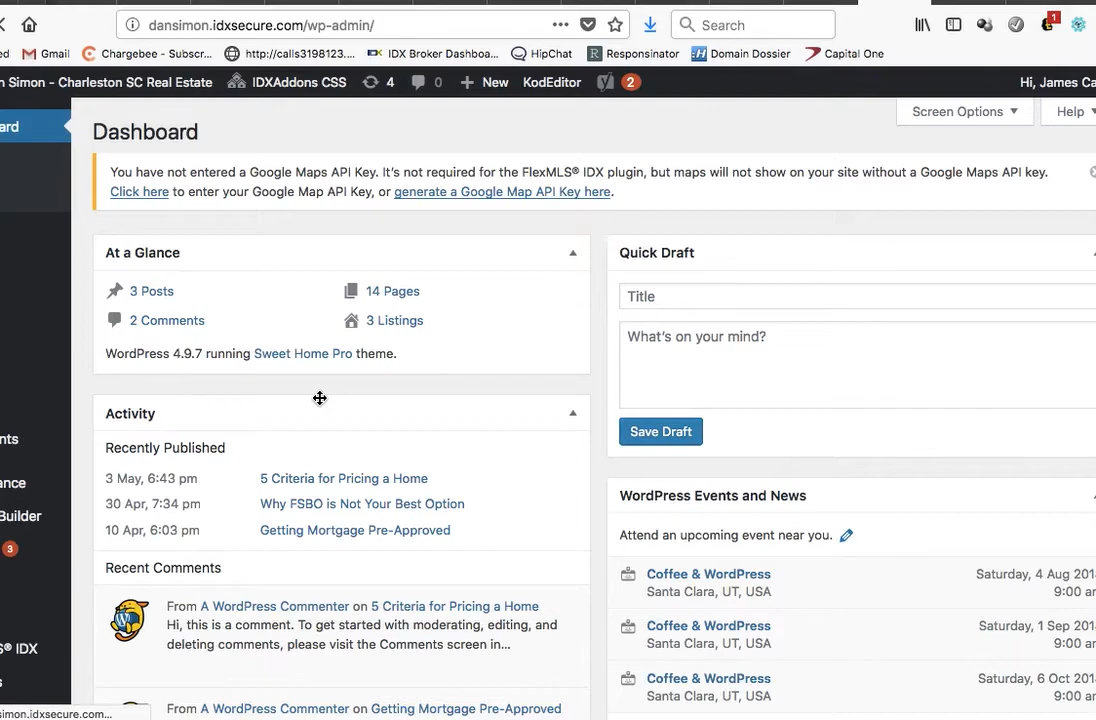 dansimon.idxsecure.com/wp-admin/
Search
1
ed Gmail Chargebee - Subscr... http://calls3198123.... IDX Broker Dashboa... HipChat Responsinator Domain Dossier Capital One
n Simon - Charleston SC Real Estate IDXAddons CSS 4 0 New KodEditor 2 Hi, James Ca
ard
Screen Options Help
Dashboard
You have not entered a Google Maps API Key. It's not required for the FlexMLS® IDX plugin, but maps will not show on your site without a Google Maps API key.
Click here to enter your Google Map API Key, or generate a Google Map API Key here.
At a Glance
3 Posts 14 Pages
2 Comments 3 Listings
WordPress 4.9.7 running Sweet Home Pro theme.
Activity
Recently Published
3 May, 6:43 pm 5 Criteria for Pricing a Home
30 Apr, 7:34 pm Why FSBO is Not Your Best Option
10 Apr, 6:03 pm Getting Mortgage Pre-Approved
Recent Comments
From A WordPress Commenter on 5 Criteria for Pricing a Home
Hi, this is a comment. To get started with moderating, editing, and
deleting comments, please visit the Comments screen in...
From A WordPress Commenter on Getting Mortgage Pre-Approved
Quick Draft
Title
What's on your mind?
Save Draft
WordPress Events and News
Attend an upcoming event near you.
Coffee & WordPress Saturday, 4 Aug 201
Santa Clara, UT, USA 9:00 ar
Coffee & WordPress Saturday, 1 Sep 201
Santa Clara, UT, USA 9:00 ar
Coffee & WordPress Saturday, 6 Oct 201
Santa Clara, UT, USA 9:00 ar
nts
ance
Builder
3
S® IDX
s
simon.idxsecure.com...